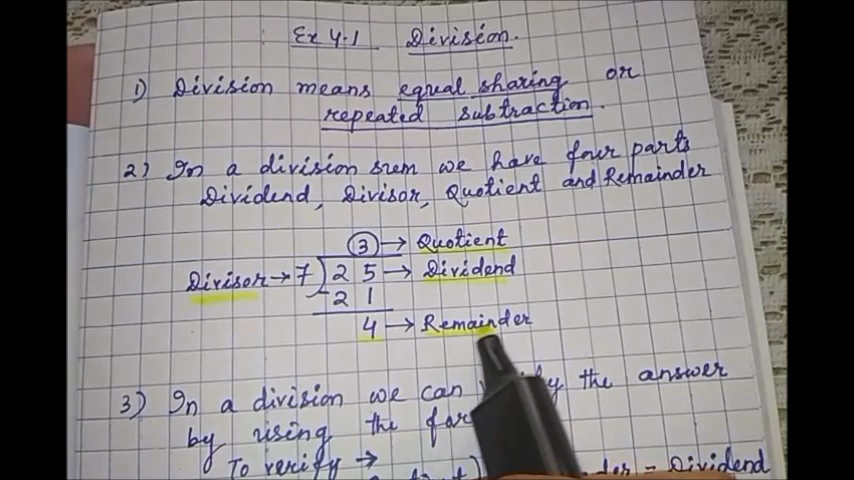 Ex 4.1 Division.
1) Division means equal sharing or
repeated subtraction.
2) In a division sum we have four parts
Dividend, Divisor, Quotient and Remainder
3 → Quotient
Divisor → 7 ) 2 5 → Dividend
- 2 1
4 → Remainder
3) In a division we can the answer
by using the
To verify →
= Dividend